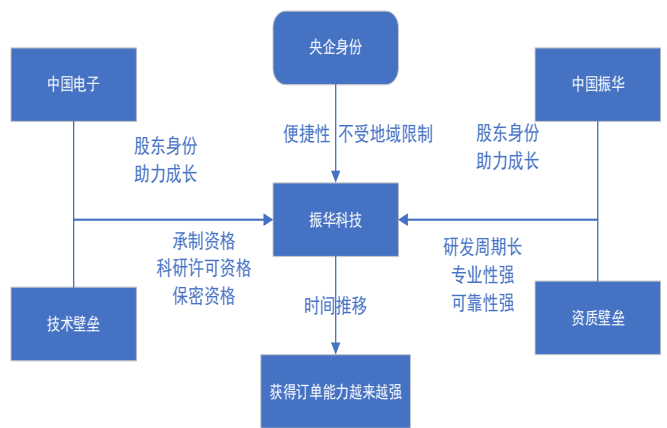 央企身份
中国电子
中国振华
便捷性 不受地域限制
股东身份
助力成长
股东身份
助力成长
振华科技
承制资格
科研许可资格
保密资格
研发周期长
专业性强
可靠性强
时间推移
技术壁垒
资质壁垒
获得订单能力越来越强